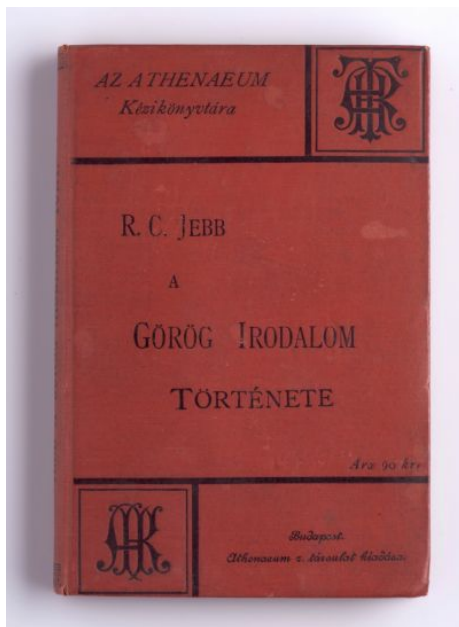 AZ ATHENAEUM
Kézikönyvtára
R. C. JEBB
A
GÖRÖG IRODALOM
TÖRTÉNETE
Ára 90 kr.
Budapest.
Athenaeum r. társulat kiadása.